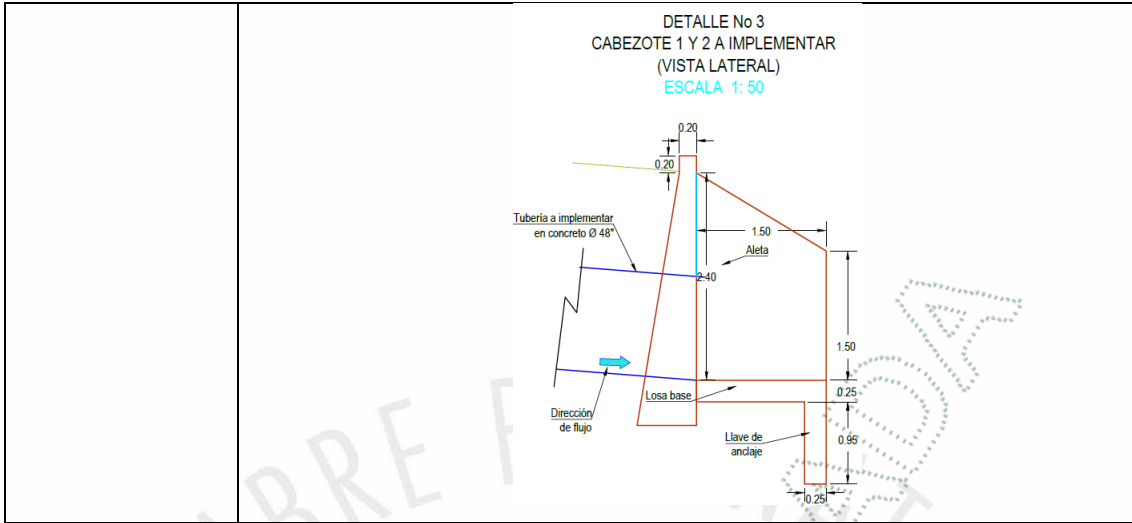 DETALLE No 3
CABEZOTE 1 Y 2 A IMPLEMENTAR
(VISTA LATERAL)
ESCALA 1: 50
0.20
0.20
Tubería a implementar
en concreto Ø 48"
1.50
Aleta
2.40
1.50
Losa base
0.25
Dirección
de flujo
Llave de
anclaje
0.95
0.25